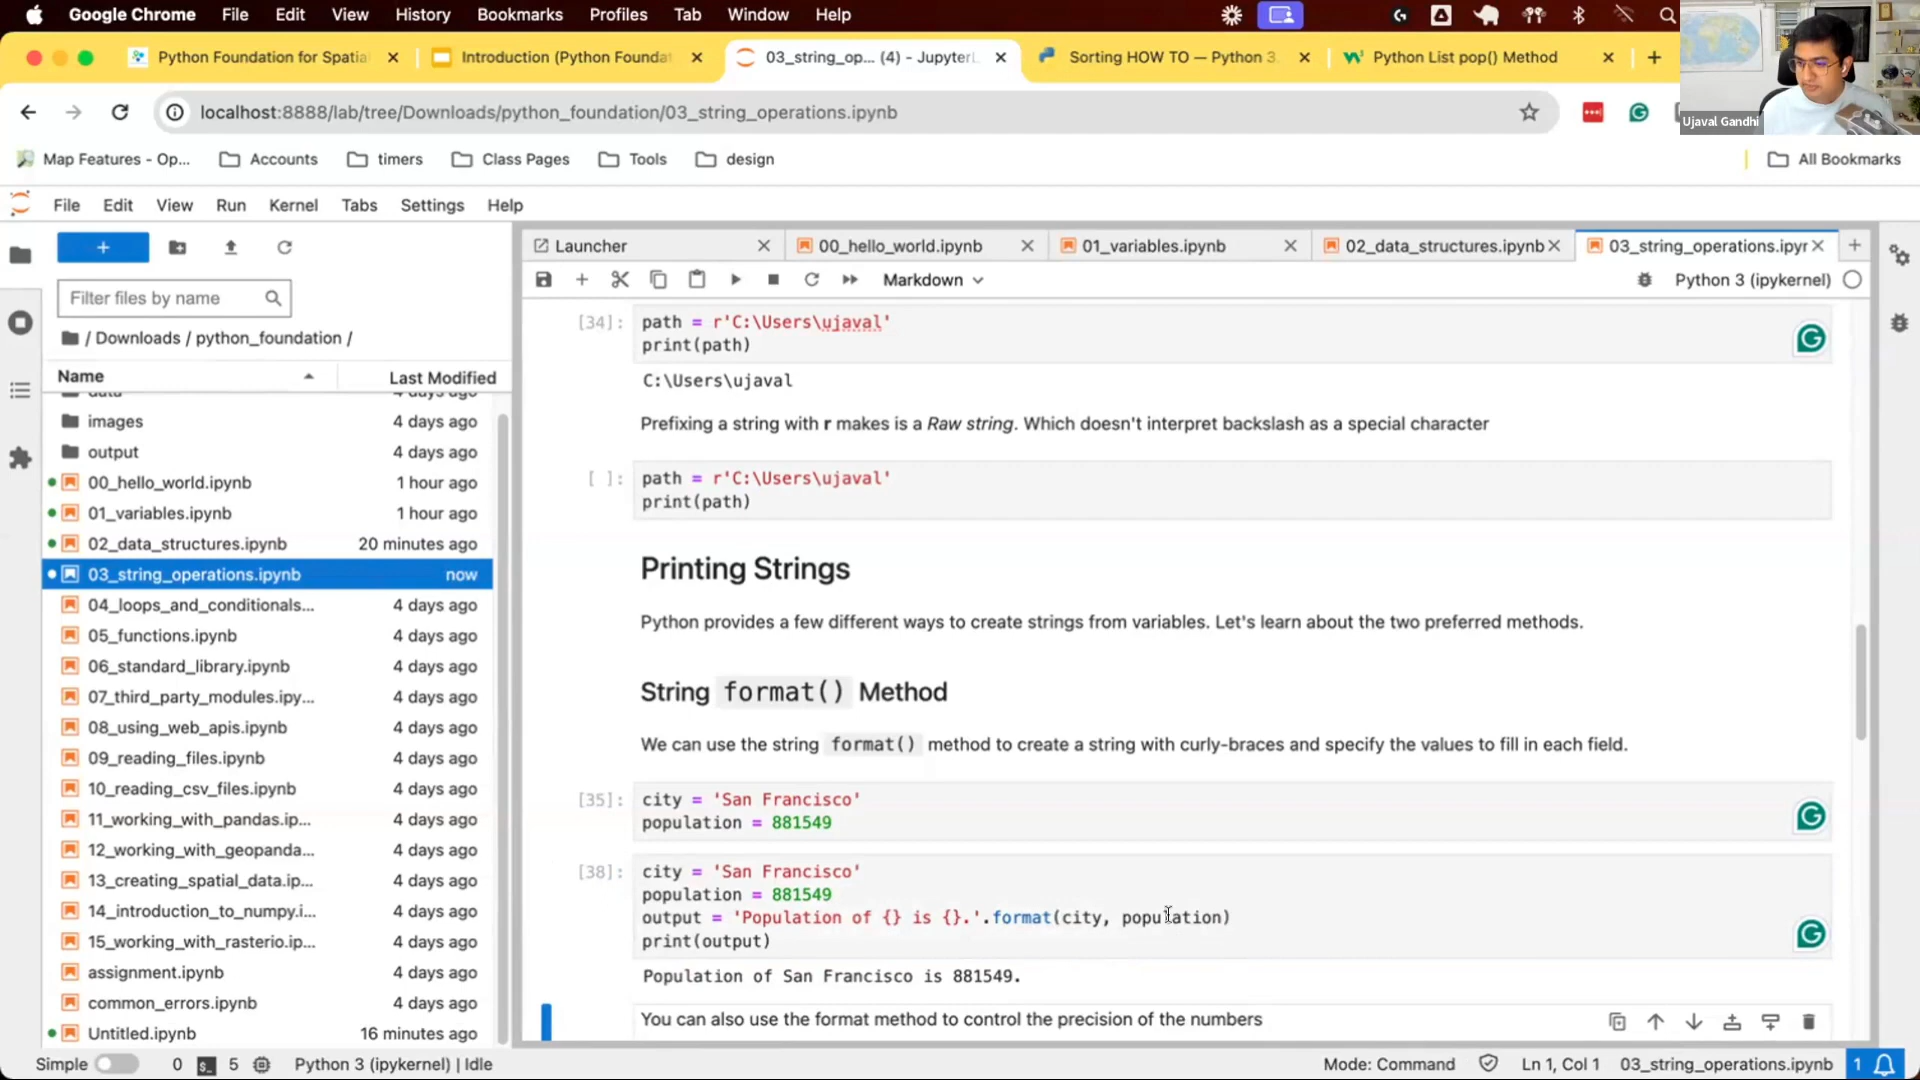 Google Chrome File Edit View History Bookmarks Profiles Tab Window Help
Python Foundation for Spatia
Introduction (Python Founda
03_string_op... (4) - JupyterL
Sorting HOW TO — Python 3.
Python List pop() Method
Ujaval Gandhi
localhost:8888/lab/tree/Downloads/python_foundation/03_string_operations.ipynb
Map Features - Op... Accounts timers Class Pages Tools design All Bookmarks
File Edit View Run Kernel Tabs Settings Help
Launcher 00_hello_world.ipynb 01_variables.ipynb 02_data_structures.ipynb 03_string_operations.ipyr
Markdown
Python 3 (ipykernel)
Filter files by name
/ Downloads / python_foundation /
Name Last Modified
data 4 days ago
images 4 days ago
output 4 days ago
00_hello_world.ipynb 1 hour ago
01_variables.ipynb 1 hour ago
02_data_structures.ipynb 20 minutes ago
03_string_operations.ipynb now
04_loops_and_conditionals... 4 days ago
05_functions.ipynb 4 days ago
06_standard_library.ipynb 4 days ago
07_third_party_modules.ipy... 4 days ago
08_using_web_apis.ipynb 4 days ago
09_reading_files.ipynb 4 days ago
10_reading_csv_files.ipynb 4 days ago
11_working_with_pandas.ip... 4 days ago
12_working_with_geopanda... 4 days ago
13_creating_spatial_data.ip... 4 days ago
14_introduction_to_numpy.i... 4 days ago
15_working_with_rasterio.ip... 4 days ago
assignment.ipynb 4 days ago
common_errors.ipynb 4 days ago
Untitled.ipynb 16 minutes ago
[34]: path = r'C:\Users\ujaval'
print(path)
C:\Users\ujaval
Prefixing a string with r makes is a Raw string. Which doesn't interpret backslash as a special character
[ ]: path = r'C:\Users\ujaval'
print(path)
Printing Strings
Python provides a few different ways to create strings from variables. Let's learn about the two preferred methods.
String format() Method
We can use the string format() method to create a string with curly-braces and specify the values to fill in each field.
[35]: city = 'San Francisco'
population = 881549
[38]: city = 'San Francisco'
population = 881549
output = 'Population of {} is {}.'.format(city, population)
print(output)
Population of San Francisco is 881549.
You can also use the format method to control the precision of the numbers
Simple 0 5 Python 3 (ipykernel) | Idle
Mode: Command Ln 1, Col 1 03_string_operations.ipynb 1